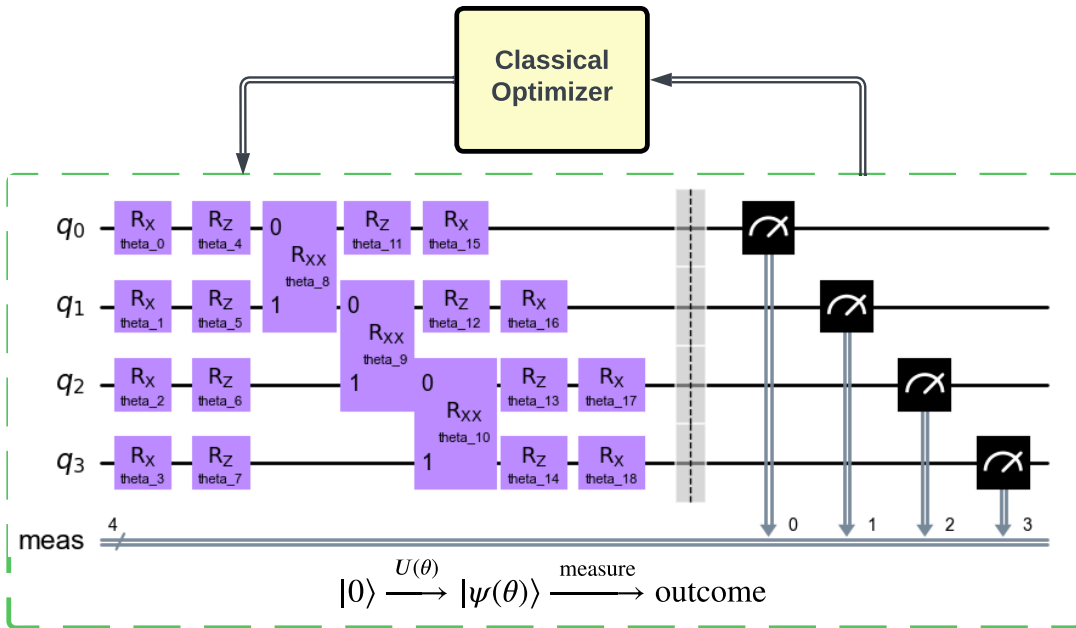 Classical
Optimizer
q0 RX RZ 0 RZ RX
theta_0 theta_4 RXX theta_11 theta_15
theta_8
q1 RX RZ 1 0 RZ RX
theta_1 theta_5 RXX theta_12 theta_16
theta_9
q2 RX RZ 1 0 RZ RX
theta_2 theta_6 RXX theta_13 theta_17
theta_10
q3 RX RZ 1 RZ RX
theta_3 theta_7 theta_14 theta_18
4 0 1 2 3
meas
|0⟩ U(θ) → |ψ(θ)⟩ measure → outcome